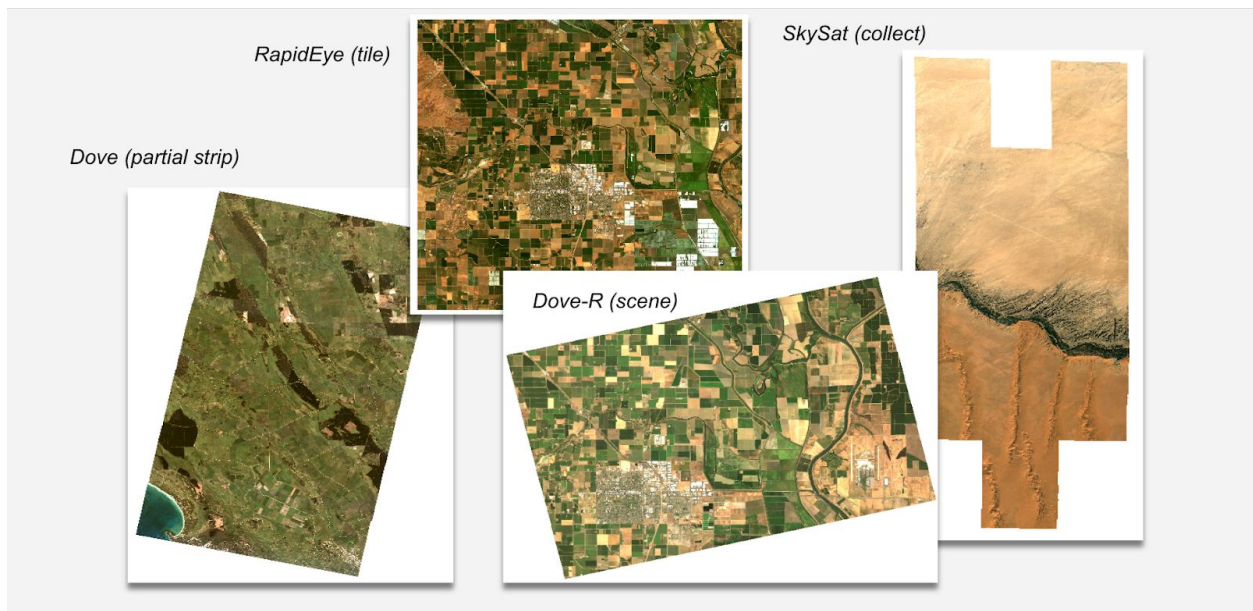 RapidEye (tile)
SkySat (collect)
Dove (partial strip)
Dove-R (scene)